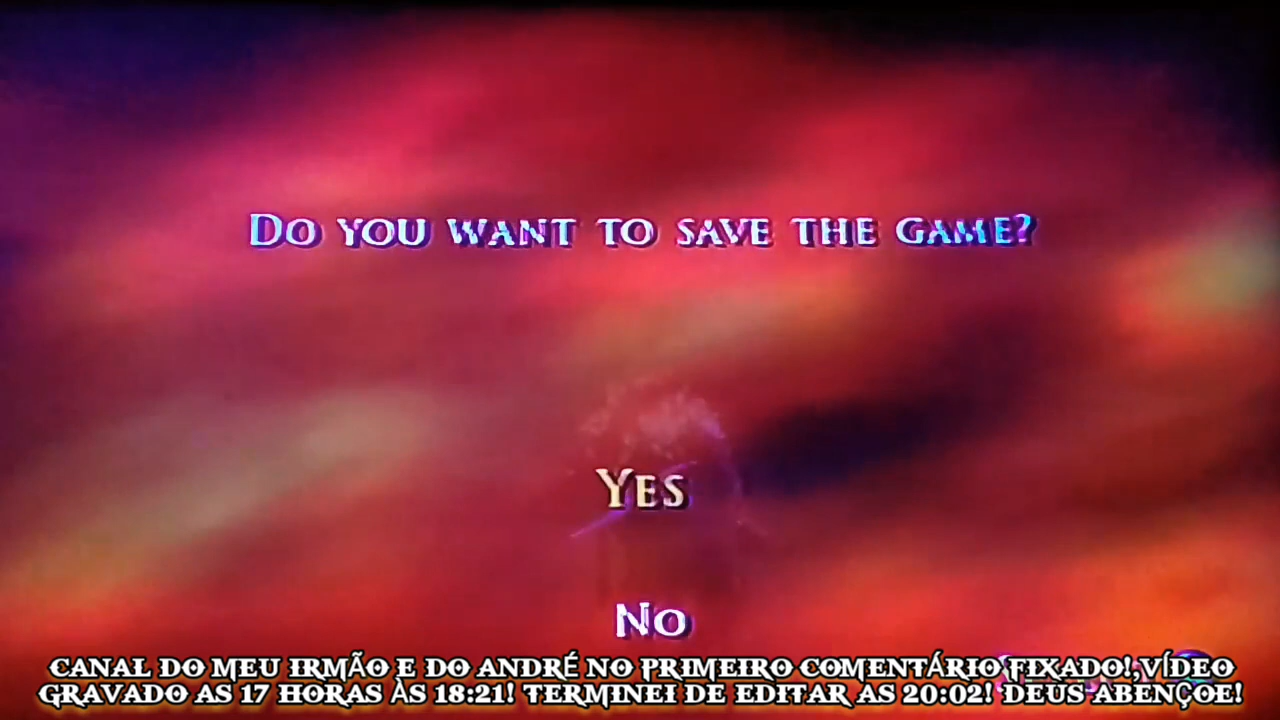 Do you want to save the game?
Yes
No
CANAL DO MEU IRMÃO E DO ANDRÉ NO PRIMEIRO COMENTÁRIO FIXADO!,VÍDEO
GRAVADO AS 17 HORAS ÀS 18:21! TERMINEI DE EDITAR AS 20:02! DEUS ABENÇOE!